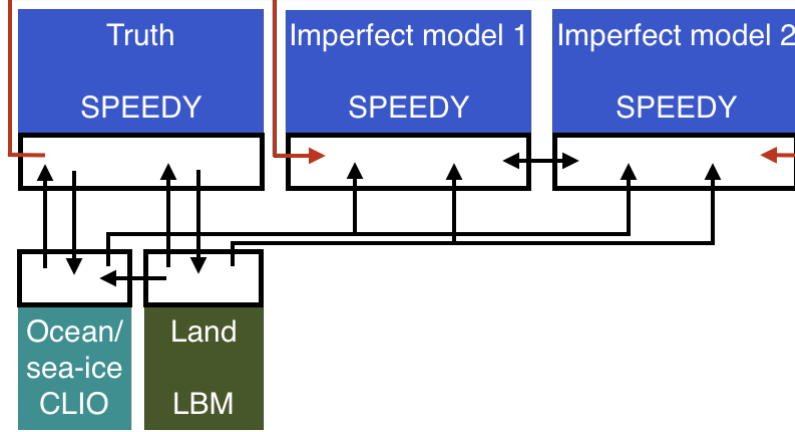 Truth
SPEEDY
Imperfect model 1
SPEEDY
Imperfect model 2
SPEEDY
Ocean/
sea-ice
CLIO
Land
LBM